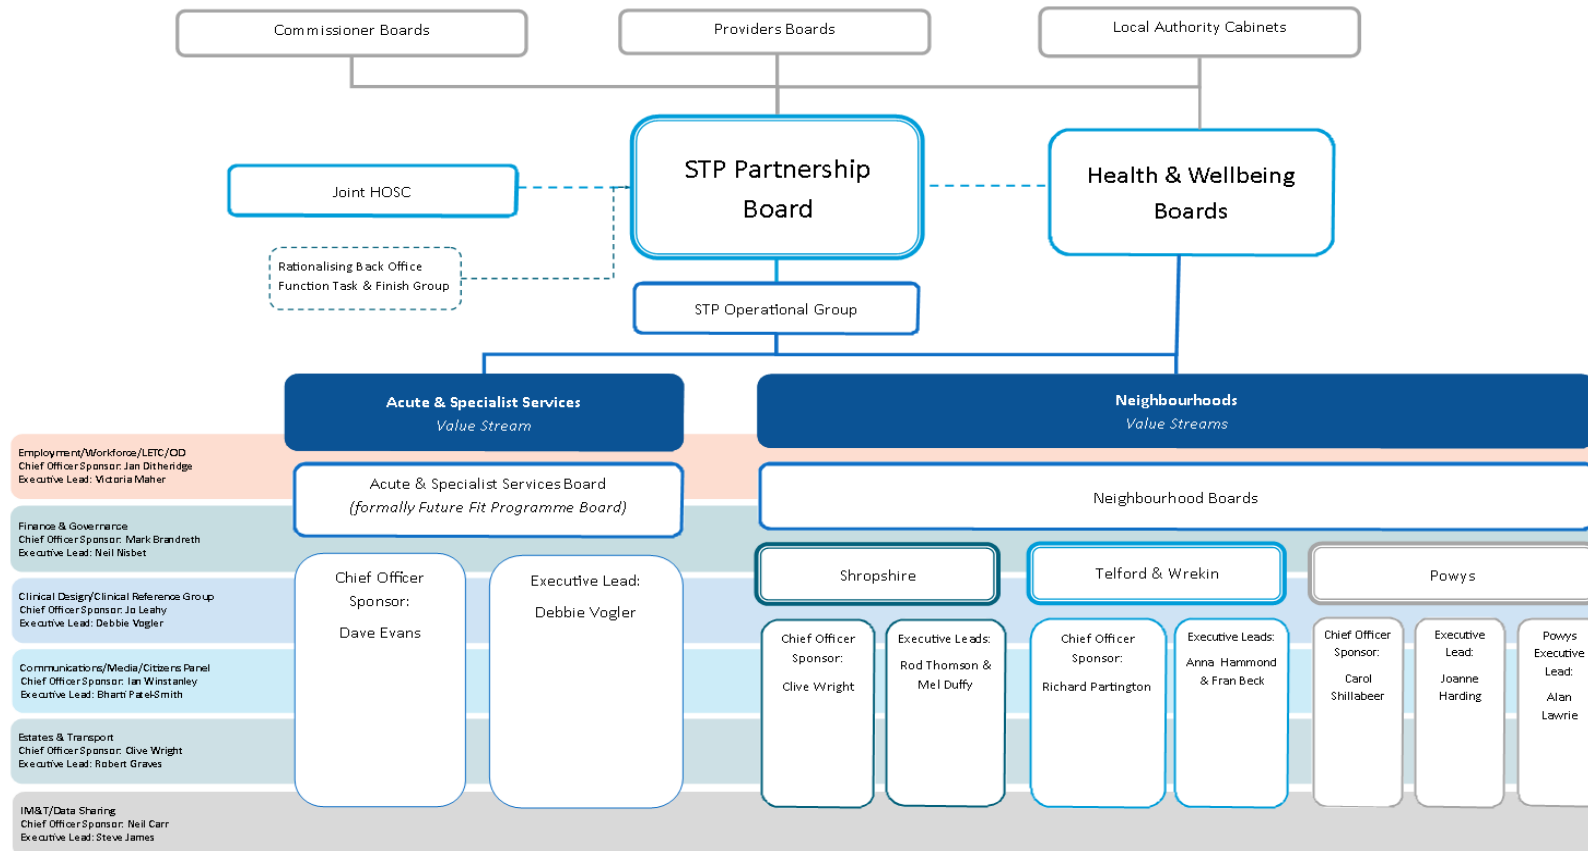 Commissioner Boards
Providers Boards
Local Authority Cabinets
STP Partnership
Board
Health & Wellbeing
Boards
Joint HOSC
Rationalising Back Office
Function Task & Finish Group
STP Operational Group
Acute & Specialist Services
Value Stream
Neighbourhoods
Value Streams
Employment/Workforce/LETC/OD
Chief Officer Sponsor: Jan Ditheridge
Executive Lead: Victoria Maher
Acute & Specialist Services Board
(formally Future Fit Programme Board)
Neighbourhood Boards
Finance & Governance
Chief Officer Sponsor: Mark Brandreth
Executive Lead: Neil Nisbet
Chief Officer
Sponsor:
Dave Evans
Executive Lead:
Debbie Vogler
Shropshire
Telford & Wrekin
Powys
Clinical Design/Clinical Reference Group
Chief Officer Sponsor: Jo Leahy
Executive Lead: Debbie Vogler
Chief Officer
Sponsor:
Clive Wright
Executive Leads:
Rod Thomson &
Mel Duffy
Chief Officer
Sponsor:
Richard Partington
Executive Leads:
Anna Hammond
& Fran Beck
Chief Officer
Sponsor:
Carol
Shillabeer
Executive
Lead:
Joanne
Harding
Powys
Executive
Lead:
Alan
Lawrie
Communications/Media/Citizens Panel
Chief Officer Sponsor: Ian Winstanley
Executive Lead: Bharti Patel-Smith
Estates & Transport
Chief Officer Sponsor: Clive Wright
Executive Lead: Robert Graves
IM&T/Data Sharing
Chief Officer Sponsor: Neil Carr
Executive Lead: Steve James